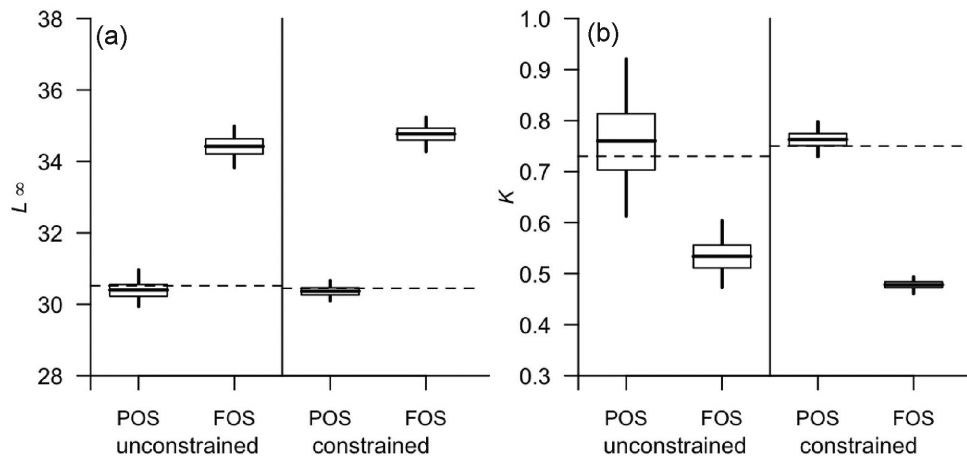 (a)
38
36
34
32
30
28
L ∞
POS FOS POS FOS
unconstrained constrained
(b)
1.0
0.9
0.8
0.7
0.6
0.5
0.4
0.3
K
POS FOS POS FOS
unconstrained constrained